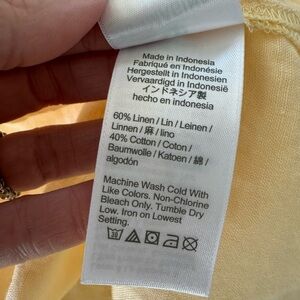 Made in Indonesia
Fabriqué en Indonésie
Hergestellt in Indonesien
Vervaardigd in Indonesië
インドネシア製
hecho en indonesia
60% Linen / Lin / Leinen /
Linnen / 麻 / lino
40% Cotton / Coton /
Baumwolle / Katoen / 綿 /
algodón
Machine Wash Cold With
Like Colors. Non-Chlorine
Bleach Only. Tumble Dry
Low. Iron on Lowest
Setting.